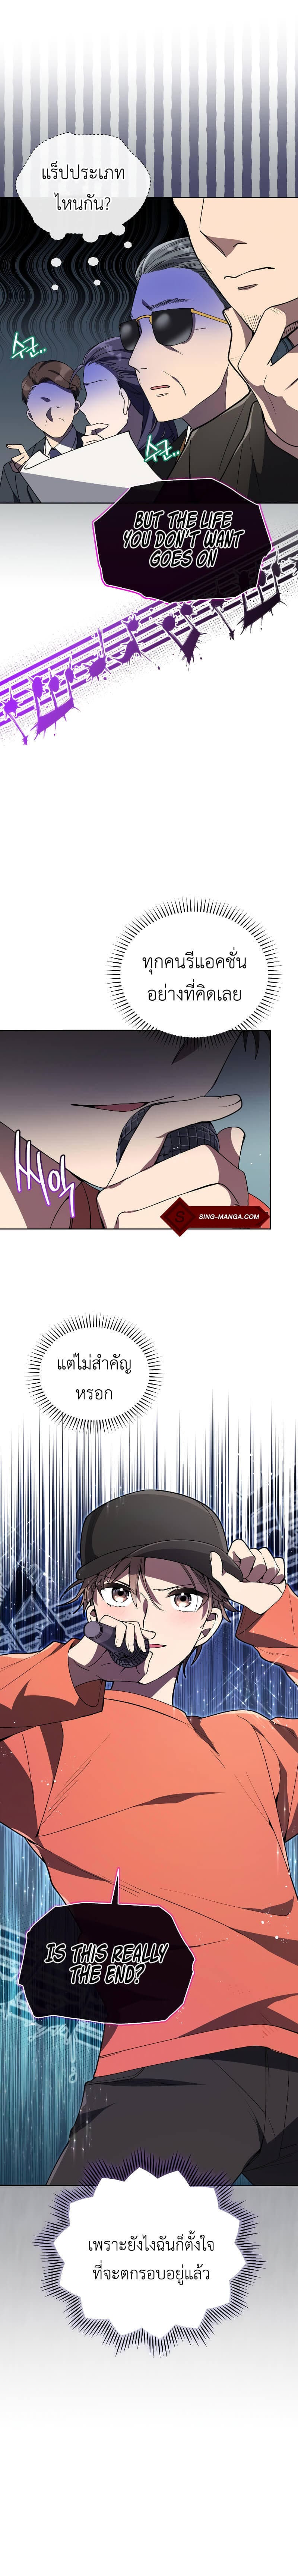 แร็ปประเภท
ไหนกัน?
수군..
수군..
BUT THE LIFE
YOU DON'T WANT
GOES ON
ทุกคนรีแอคชั่น
อย่างที่คิดเลย
SING-MANGA.COM
แต่ไม่สำคัญ
หรอก
IS THIS REALLY
THE END?
เพราะยังไงฉันก็ตั้งใจ
ที่จะตกรอบอยู่แล้ว